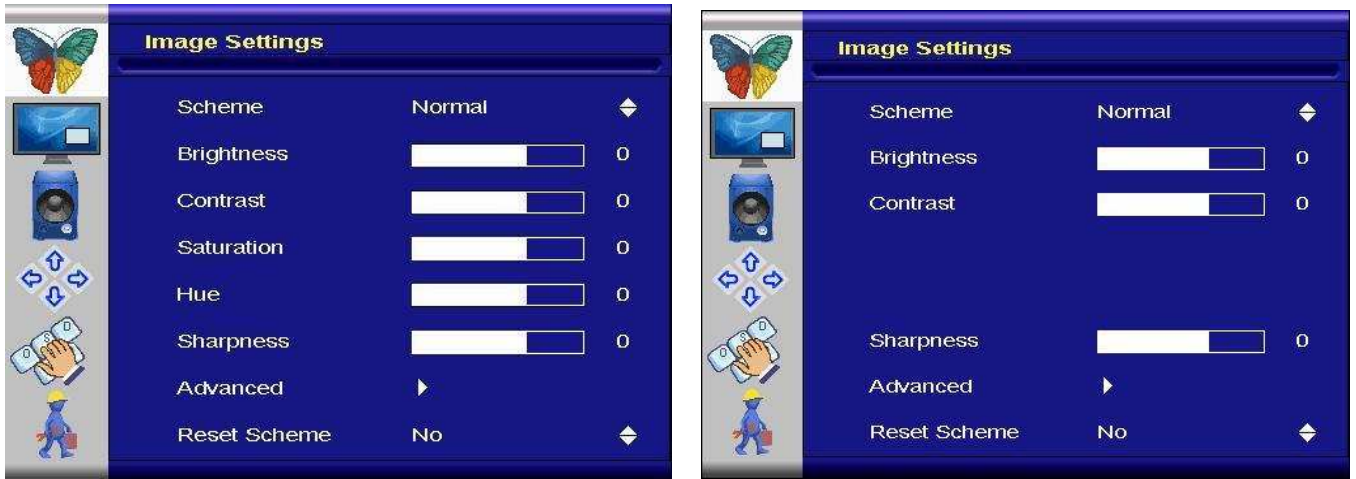 Image Settings
Scheme Normal
Brightness 0
Contrast 0
Saturation 0
Hue 0
Sharpness 0
Advanced
Reset Scheme No
Image Settings
Scheme Normal
Brightness 0
Contrast 0
Sharpness 0
Advanced
Reset Scheme No